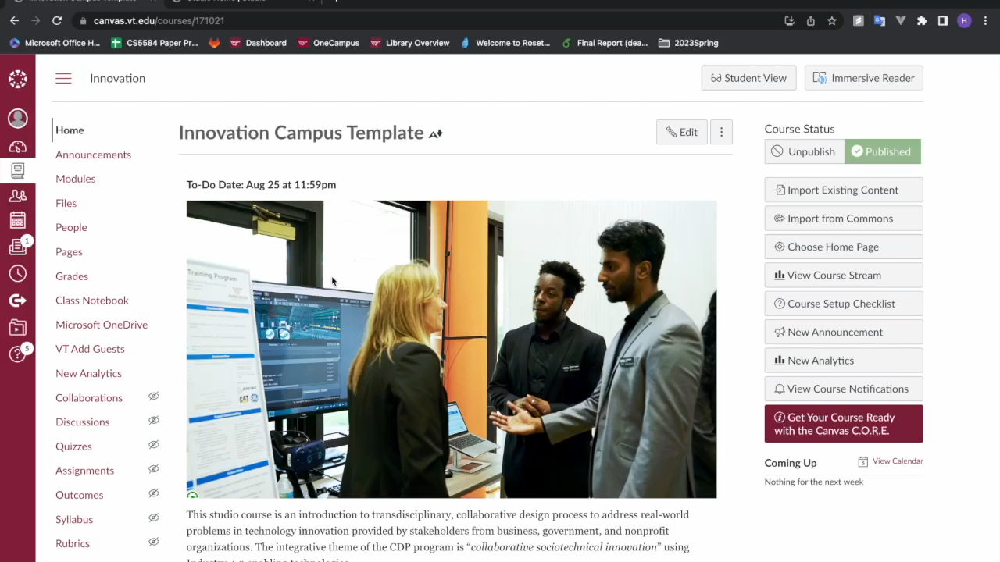 canvas.vt.edu/courses/171021
H
Microsoft Office H...
CS5584 Paper Pr...
Dashboard
OneCampus
Library Overview
Welcome to Roset...
Final Report (dea...
2023Spring
Innovation
Student View
Immersive Reader
Home
Announcements
Modules
Files
People
Pages
Grades
Class Notebook
Microsoft OneDrive
VT Add Guests
New Analytics
Collaborations
Discussions
Quizzes
Assignments
Outcomes
Syllabus
Rubrics
1
5
Innovation Campus Template
Edit
To-Do Date: Aug 25 at 11:59pm
Training Program
CAT
This studio course is an introduction to transdisciplinary, collaborative design process to address real-world
problems in technology innovation provided by stakeholders from business, government, and nonprofit
organizations. The integrative theme of the CDP program is “collaborative sociotechnical innovation” using
Course Status
Unpublish
Published
Import Existing Content
Import from Commons
Choose Home Page
View Course Stream
Course Setup Checklist
New Announcement
New Analytics
View Course Notifications
Get Your Course Ready
with the Canvas C.O.R.E.
Coming Up
View Calendar
Nothing for the next week